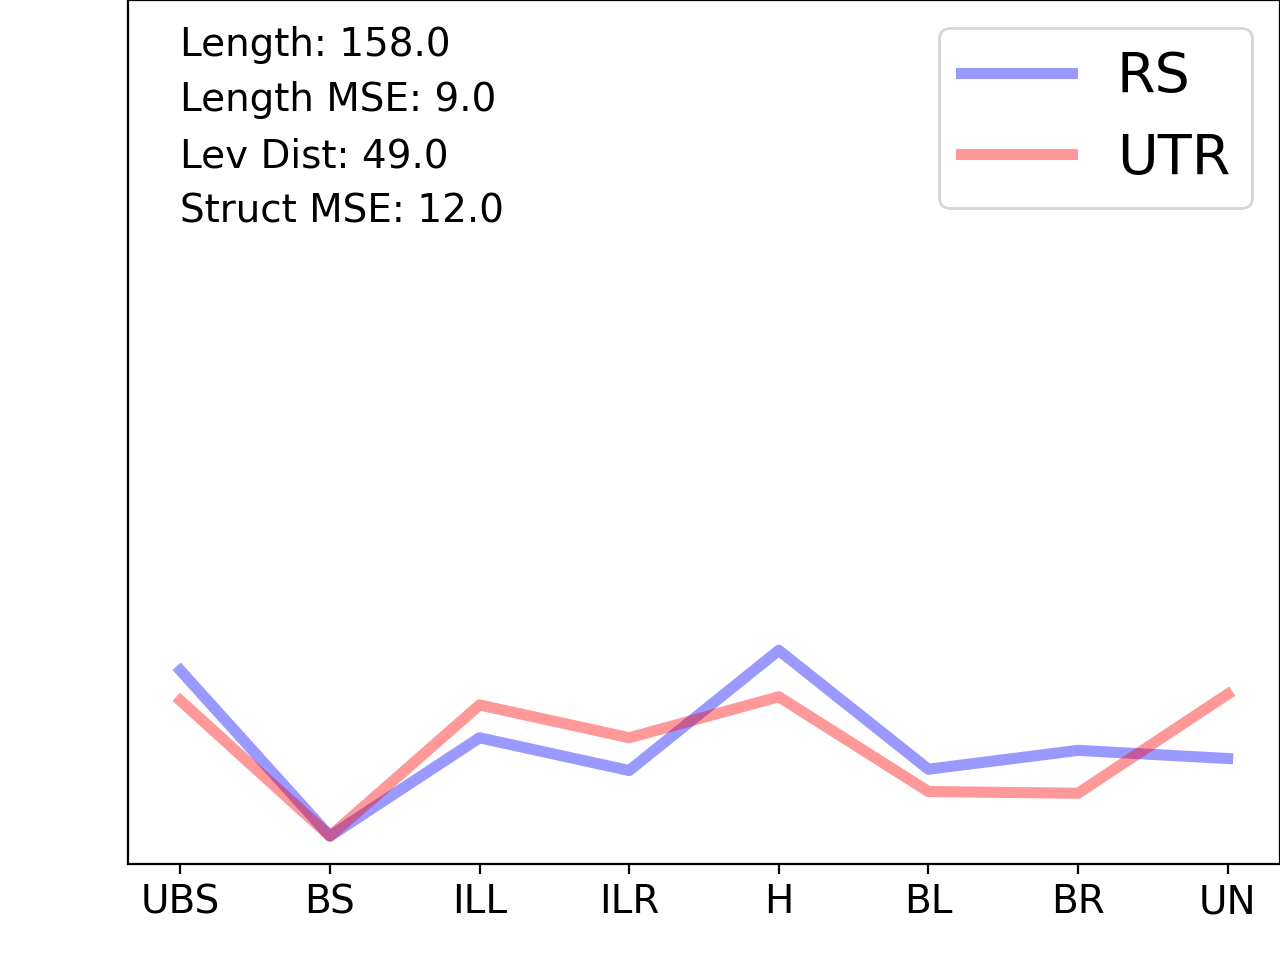 Length: 158.0
Length MSE: 9.0
Lev Dist: 49.0
Struct MSE: 12.0
RS
UTR
UBS BS ILL ILR H BL BR UN